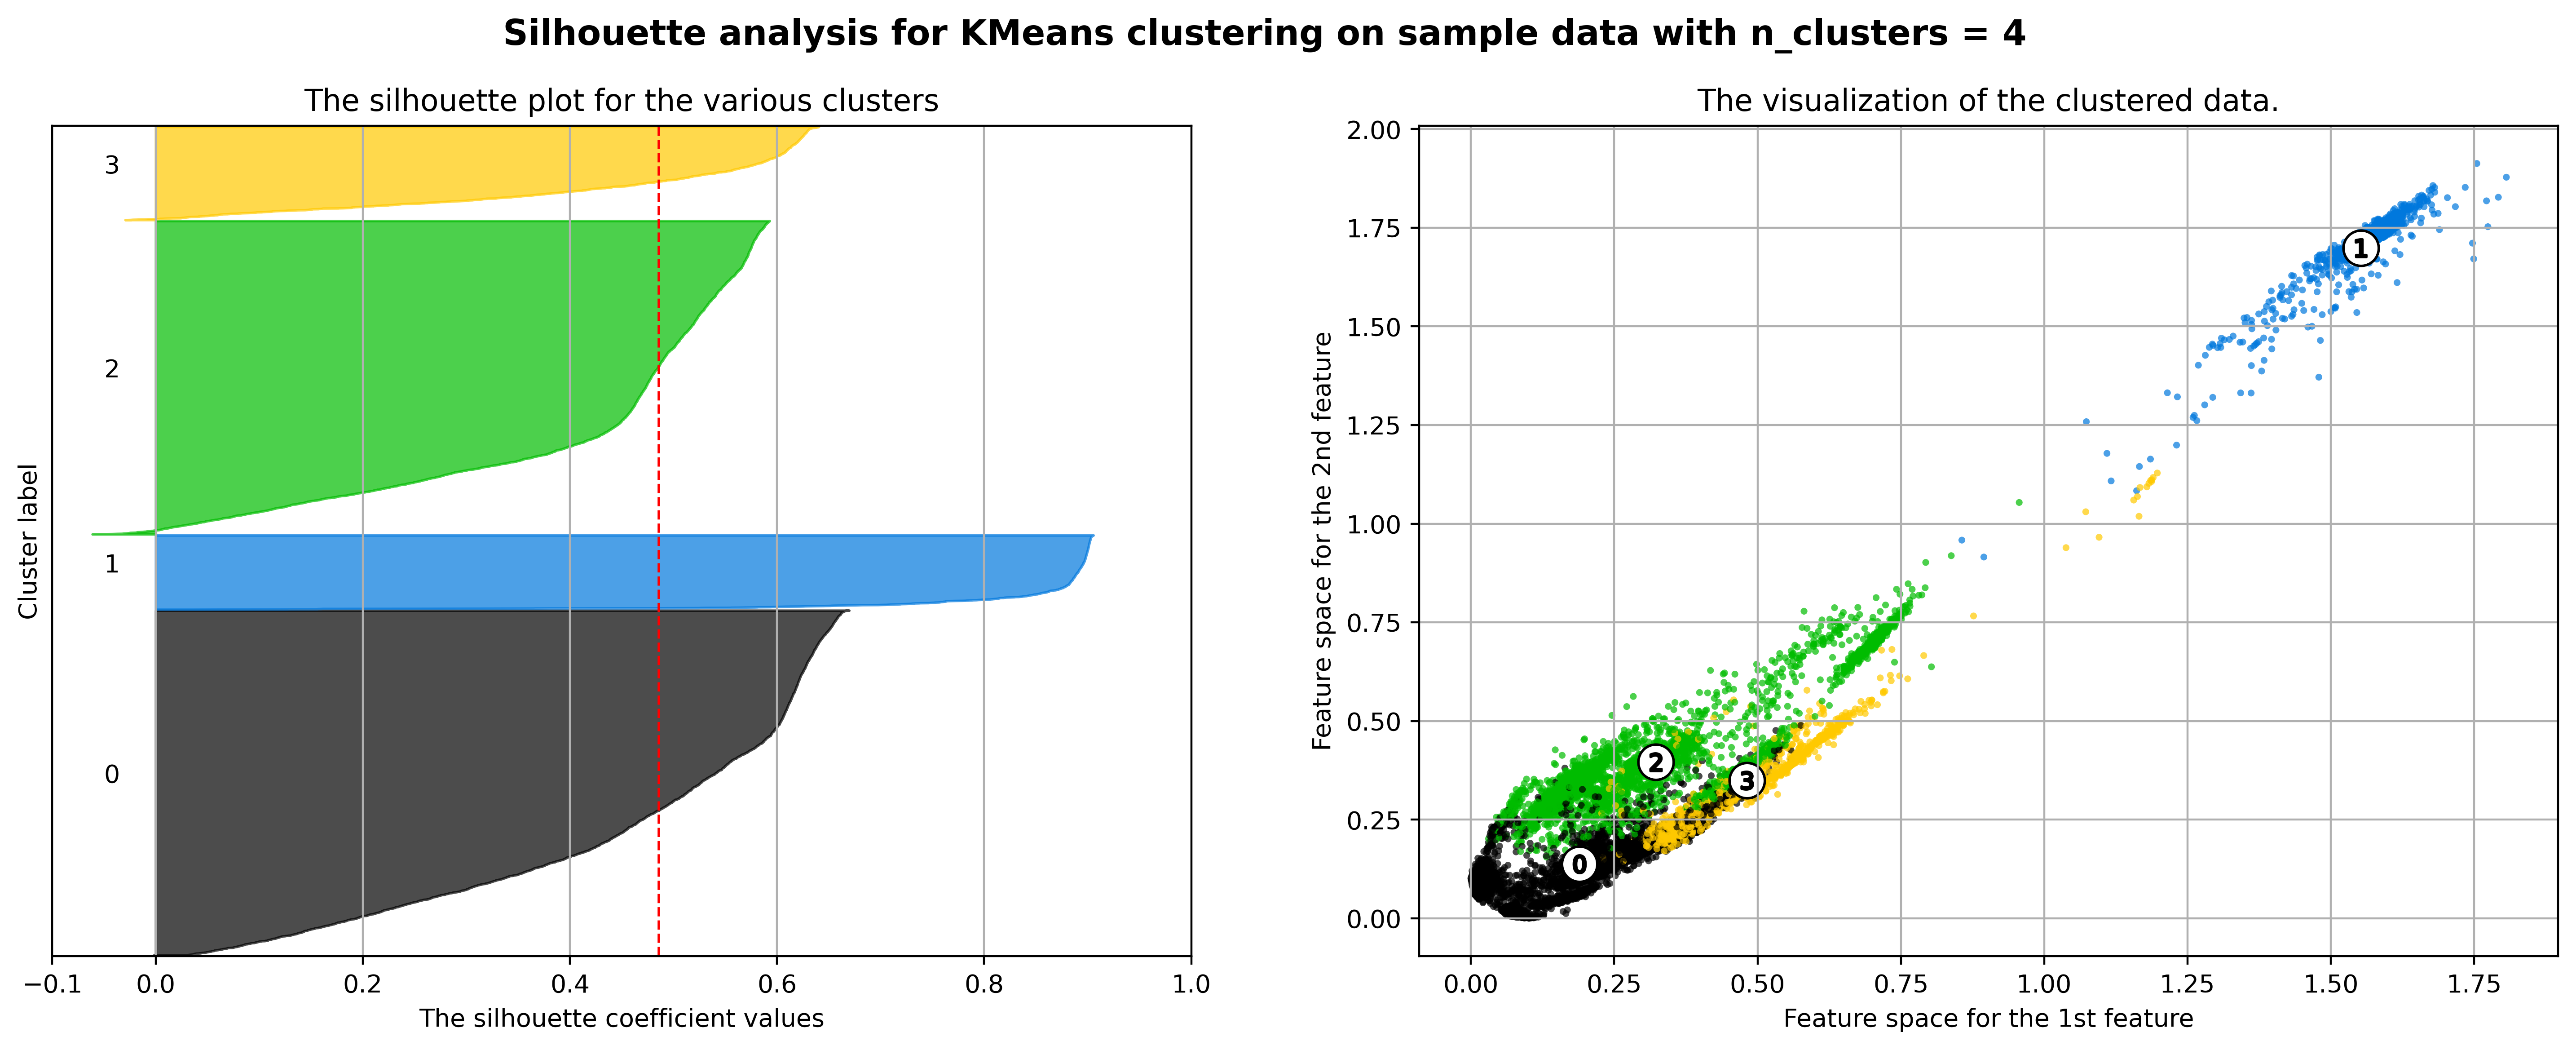 Silhouette analysis for KMeans clustering on sample data with n_clusters = 4
The silhouette plot for the various clusters
3
2
1
0
Cluster label
−0.1 0.0 0.2 0.4 0.6 0.8 1.0
The silhouette coefficient values
The visualization of the clustered data.
2.00
1.75
1.50
1.25
1.00
0.75
0.50
0.25
0.00
Feature space for the 2nd feature
1
2
3
0
0.00 0.25 0.50 0.75 1.00 1.25 1.50 1.75
Feature space for the 1st feature